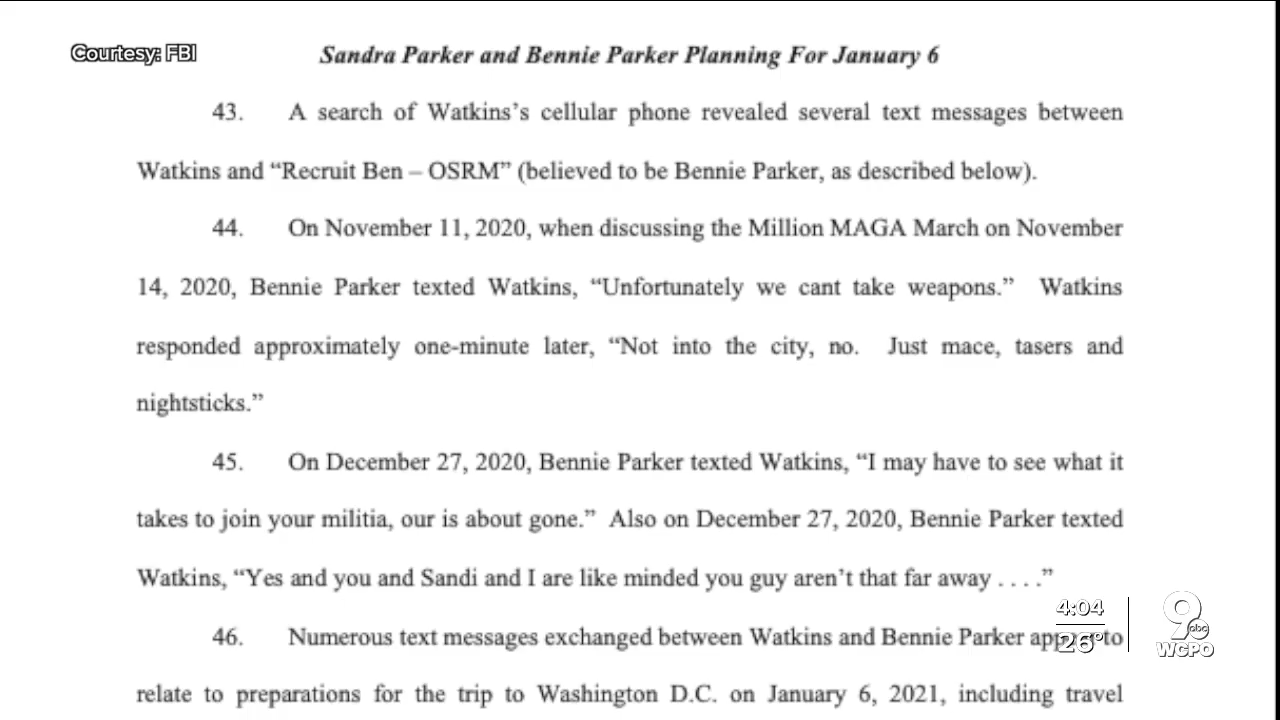 Courtesy: FBI
Sandra Parker and Bennie Parker Planning For January 6
43. A search of Watkins’s cellular phone revealed several text messages between
Watkins and “Recruit Ben – OSRM” (believed to be Bennie Parker, as described below).
44. On November 11, 2020, when discussing the Million MAGA March on November
14, 2020, Bennie Parker texted Watkins, “Unfortunately we cant take weapons.” Watkins
responded approximately one-minute later, “Not into the city, no. Just mace, tasers and
nightsticks.”
45. On December 27, 2020, Bennie Parker texted Watkins, “I may have to see what it
takes to join your militia, our is about gone.” Also on December 27, 2020, Bennie Parker texted
Watkins, “Yes and you and Sandi and I are like minded you guy aren’t that far away . . . .”
46. Numerous text messages exchanged between Watkins and Bennie Parker appear to
relate to preparations for the trip to Washington D.C. on January 6, 2021, including travel
4:04
26°
9
abc
WCPO